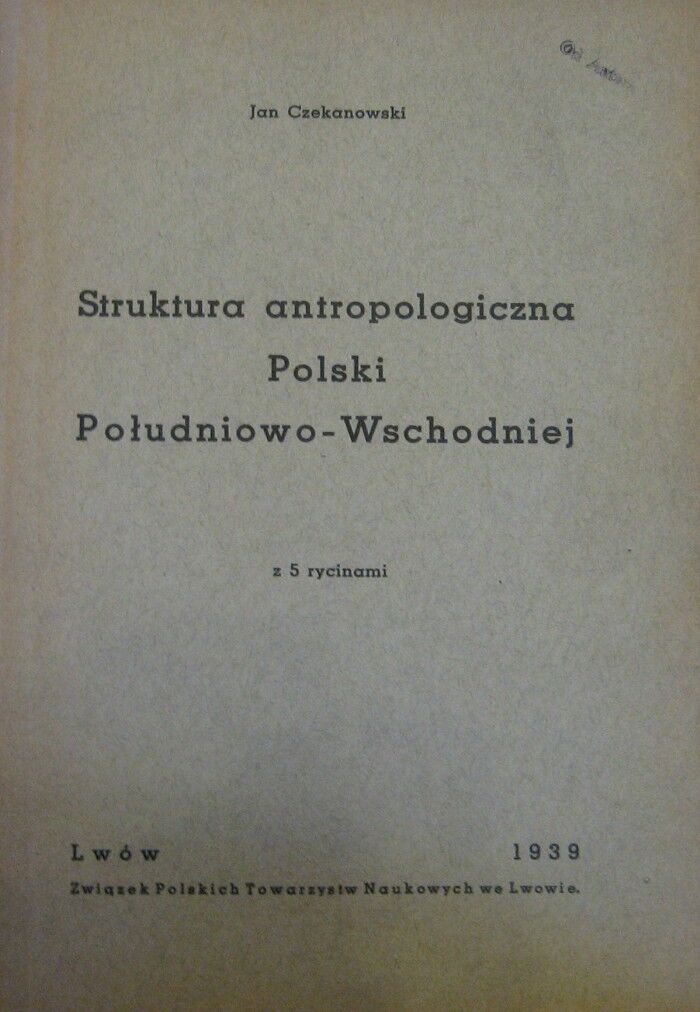 Jan Czekanowski
Struktura antropologiczna
Polski
Południowo-Wschodniej
z 5 rycinami
Lwów 1939
Związek Polskich Towarzystw Naukowych we Lwowie.